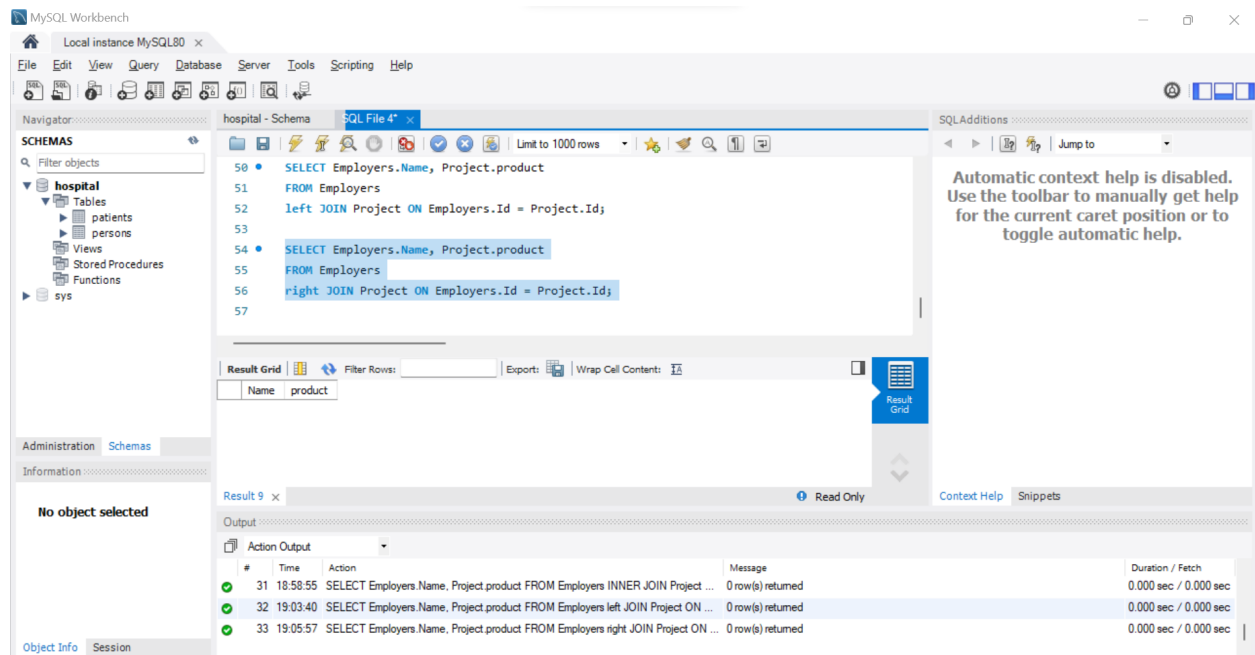 MySQL Workbench
Local instance MySQL80
File Edit View Query Database Server Tools Scripting Help
Navigator
SCHEMAS
Filter objects
hospital
Tables
patients
persons
Views
Stored Procedures
Functions
sys
Administration Schemas
Information
No object selected
Object Info Session
hospital - Schema SQL File 4*
Limit to 1000 rows
50 SELECT Employers.Name, Project.product
51 FROM Employers
52 left JOIN Project ON Employers.Id = Project.Id;
53
54 SELECT Employers.Name, Project.product
55 FROM Employers
56 right JOIN Project ON Employers.Id = Project.Id;
57
Result Grid Filter Rows: Export: Wrap Cell Content:
Name product
Result
Grid
Result 9 Read Only
SQLAdditions
Jump to
Automatic context help is disabled.
Use the toolbar to manually get help
for the current caret position or to
toggle automatic help.
Context Help Snippets
Output
Action Output
# Time Action Message Duration / Fetch
31 18:58:55 SELECT Employers.Name, Project.product FROM Employers INNER JOIN Project ... 0 row(s) returned 0.000 sec / 0.000 sec
32 19:03:40 SELECT Employers.Name, Project.product FROM Employers left JOIN Project ON ... 0 row(s) returned 0.000 sec / 0.000 sec
33 19:05:57 SELECT Employers.Name, Project.product FROM Employers right JOIN Project ON ... 0 row(s) returned 0.000 sec / 0.000 sec